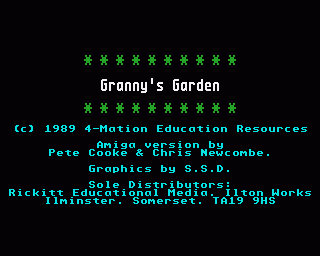 * * * * * * * * * *
Granny's Garden
* * * * * * * * * *
(c) 1989 4-Mation Education Resources
Amiga version by
Pete Cooke & Chris Newcombe.
Graphics by S.S.D.
Sole Distributors:
Rickitt Educational Media. Ilton Works
Ilminster. Somerset. TA19 9HS